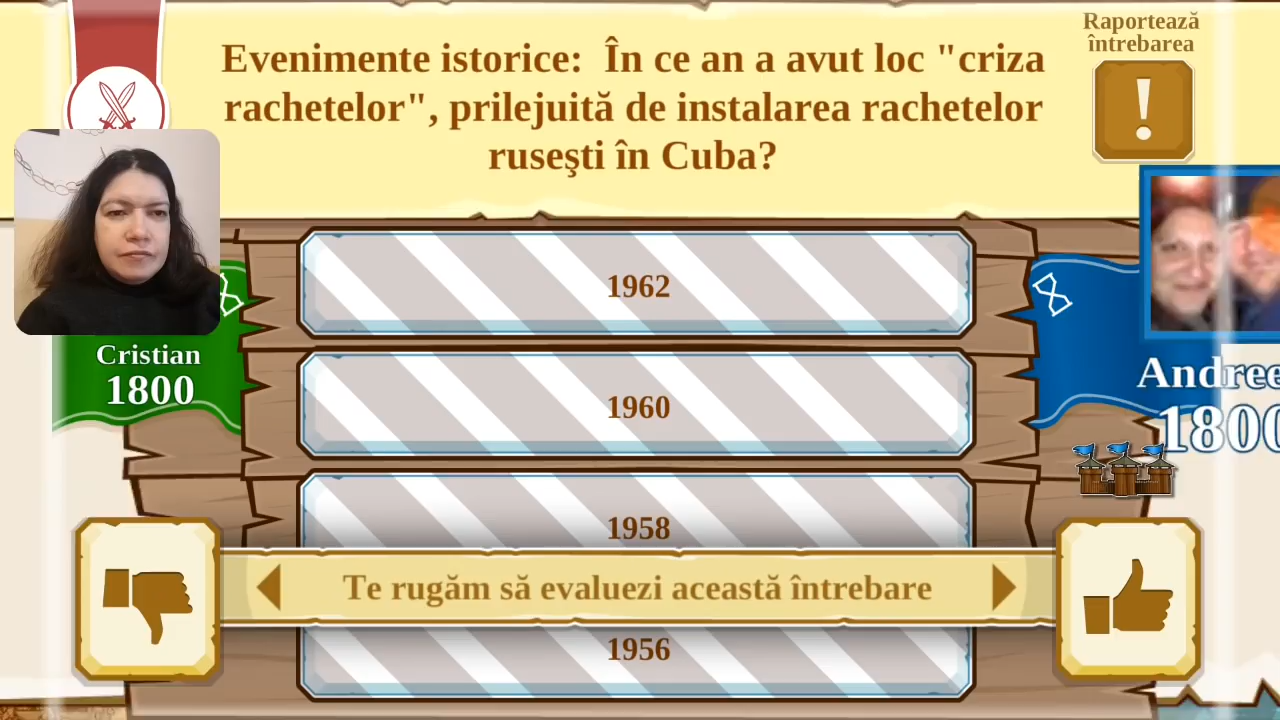 Raportează
întrebarea
Evenimente istorice: În ce an a avut loc "criza
rachetelor", prilejuită de instalarea rachetelor
ruseşti în Cuba?
1962
1960
1958
1956
Cristian
1800
Andree
1800
Te rugăm să evaluezi această întrebare